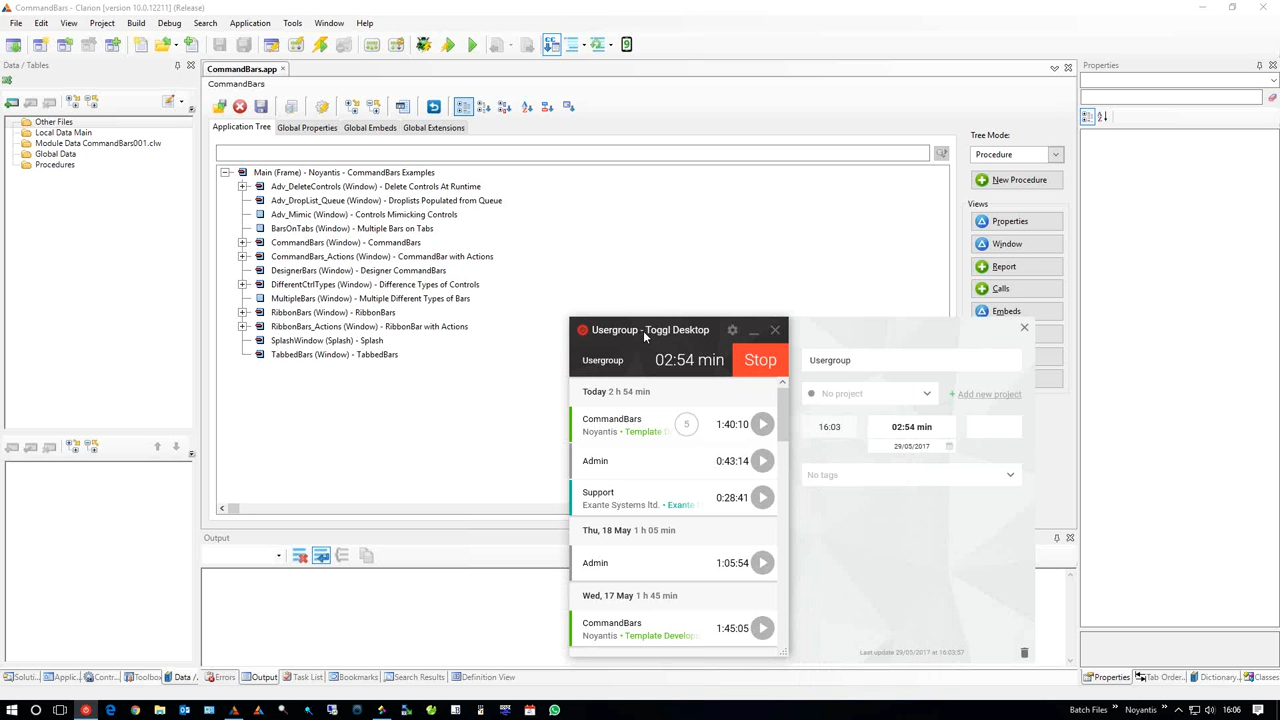 CommandBars - Clarion [version 10.0.12211] (Release)
File Edit View Project Build Debug Search Application Tools Window Help
Data / Tables
CommandBars.app
Properties
CommandBars
Application Tree Global Properties Global Embeds Global Extensions
Tree Mode:
Procedure
Other Files
Local Data Main
Module Data CommandBars001.clw
Global Data
Procedures
Main (Frame) - Noyantis - CommandBars Examples
Adv_DeleteControls (Window) - Delete Controls At Runtime
Adv_DropList_Queue (Window) - Droplists Populated from Queue
Adv_Mimic (Window) - Controls Mimicking Controls
BarsOnTabs (Window) - Multiple Bars on Tabs
CommandBars (Window) - CommandBars
CommandBars_Actions (Window) - CommandBar with Actions
DesignerBars (Window) - Designer CommandBars
DifferentCtrlTypes (Window) - Difference Types of Controls
MultipleBars (Window) - Multiple Different Types of Bars
RibbonBars (Window) - RibbonBars
RibbonBars_Actions (Window) - RibbonBar with Actions
SplashWindow (Splash) - Splash
TabbedBars (Window) - TabbedBars
New Procedure
Views
Properties
Window
Report
Calls
Embeds
Usergroup - Toggl Desktop
Usergroup 02:54 min Stop
Today 2 h 54 min
CommandBars
Noyantis • Template D
5 1:40:10
Admin 0:43:14
Support
Exante Systems ltd. • Exante
0:28:41
Thu, 18 May 1 h 05 min
Admin 1:05:54
Wed, 17 May 1 h 45 min
CommandBars
Noyantis • Template Develop
1:45:05
Usergroup
No project + Add new project
16:03 02:54 min
29/05/2017
No tags
Last update 29/05/2017 at 16:03:57
Output
Soluti... Applic... Contr... Toolbox Data / Errors Output Task List Bookmarks Search Results Definition View Properties Tab Order... Dictionary... Classes
Batch Files Noyantis 16:06